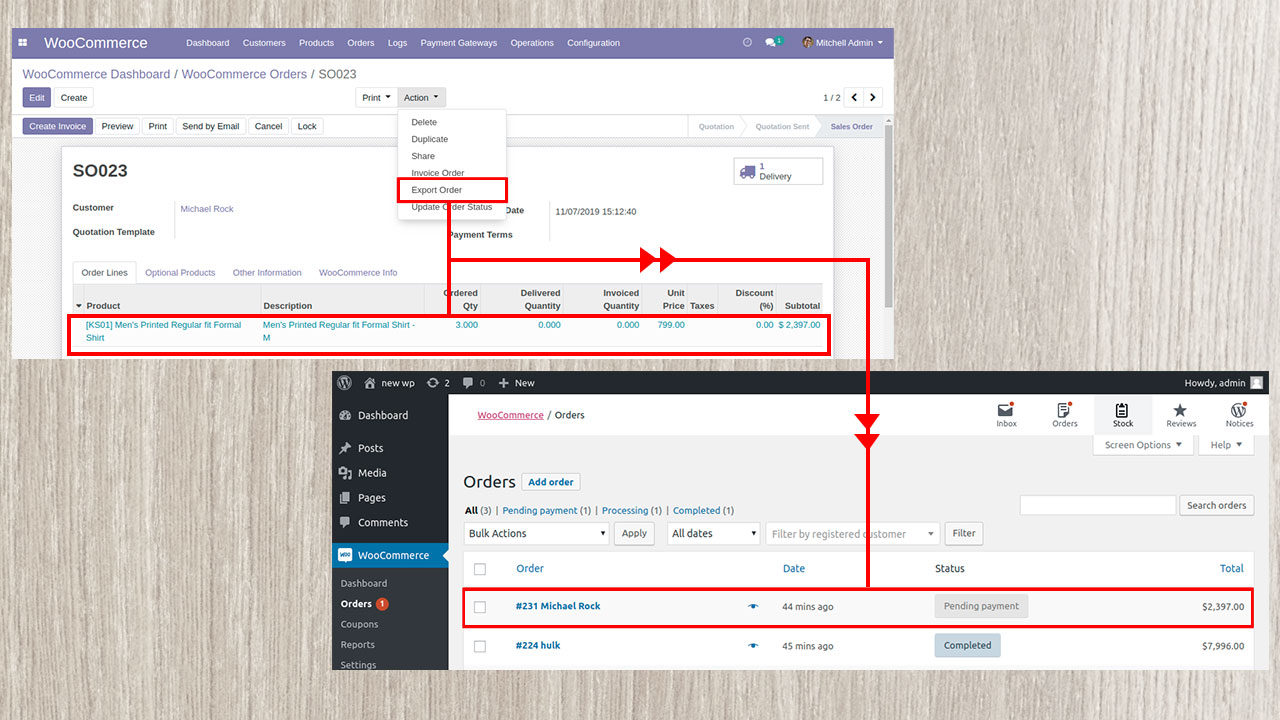 WooCommerce Dashboard Customers Products Orders Logs Payment Gateways Operations Configuration 1 Mitchell Admin
WooCommerce Dashboard / WooCommerce Orders / SO023
Edit Create Print Action 1 / 2
Create Invoice Preview Print Send by Email Cancel Lock Quotation Quotation Sent Sales Order
Delete
Duplicate
Share
Invoice Order
Export Order
Update Order Status
SO023
1
Delivery
Customer Michael Rock Date 11/07/2019 15:12:40
Quotation Template Payment Terms
Order Lines Optional Products Other Information WooCommerce Info
Product Description Ordered Qty Delivered Quantity Invoiced Quantity Unit Price Taxes Discount (%) Subtotal
[KS01] Men's Printed Regular fit Formal Men's Printed Regular fit Formal Shirt - 3.000 0.000 0.000 799.00 0.00 $ 2,397.00
Shirt M
new wp 2 0 New Howdy, admin
Dashboard
Posts
Media
Pages
Comments
WooCommerce
Dashboard
Orders 1
Coupons
Reports
Settings
WooCommerce / Orders
Inbox Orders Stock Reviews Notices
Screen Options Help
Orders Add order
All (3) | Pending payment (1) | Processing (1) | Completed (1)
Search orders
Bulk Actions Apply All dates Filter by registered customer Filter
Order Date Status Total
#231 Michael Rock 44 mins ago Pending payment $2,397.00
#224 hulk 45 mins ago Completed $7,996.00